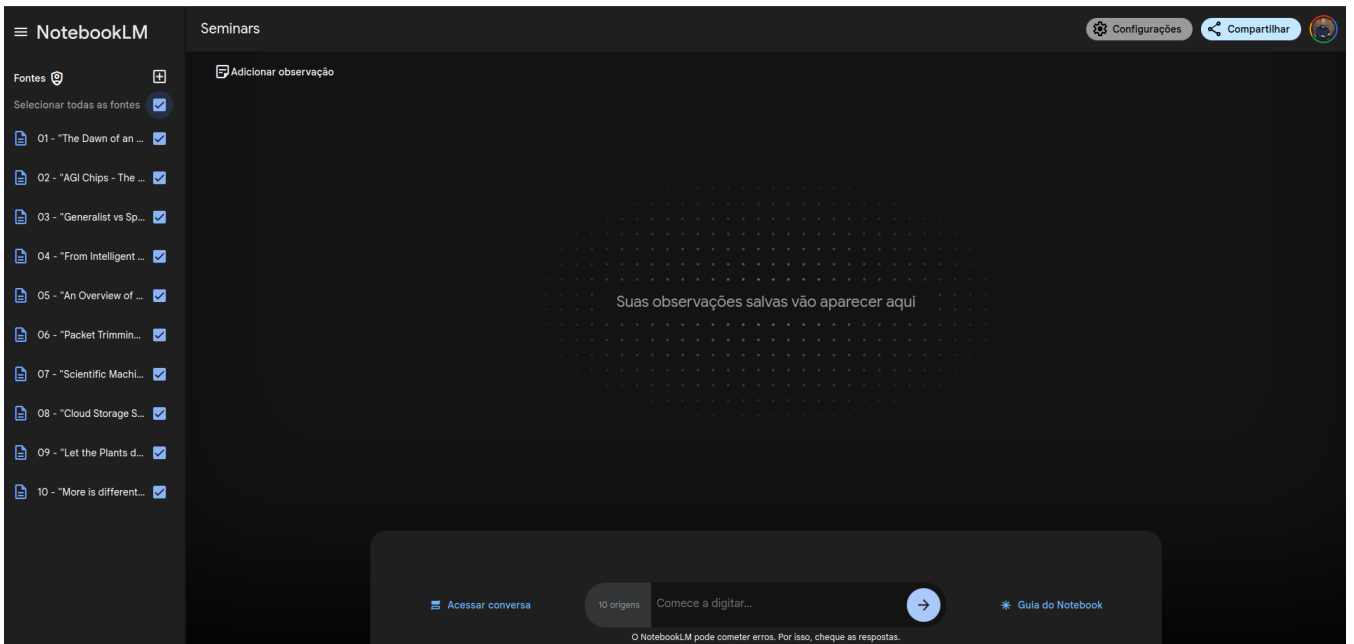 NotebookLM
Seminars
Configurações
Compartilhar
Fontes
Selecionar todas as fontes
01 - "The Dawn of an ...
02 - "AGI Chips - The ...
03 - "Generalist vs Sp...
04 - "From Intelligent ...
05 - "An Overview of ...
06 - "Packet Trimmin...
07 - "Scientific Machi...
08 - "Cloud Storage S...
09 - "Let the Plants d...
10 - "More is different...
Adicionar observação
Suas observações salvas vão aparecer aqui
Acessar conversa
10 origens
Comece a digitar...
Guia do Notebook
O NotebookLM pode cometer erros. Por isso, cheque as respostas.